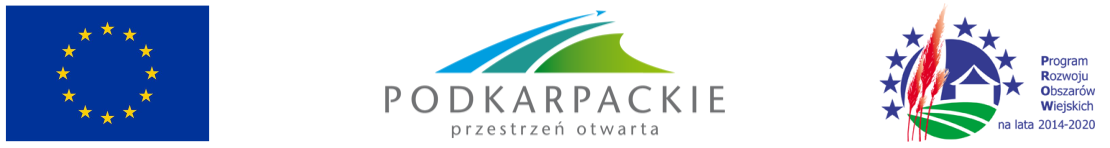 PODKARPACKIE
przestrzeń otwarta
Program
Rozwoju
Obszarów
Wiejskich
na lata 2014-2020